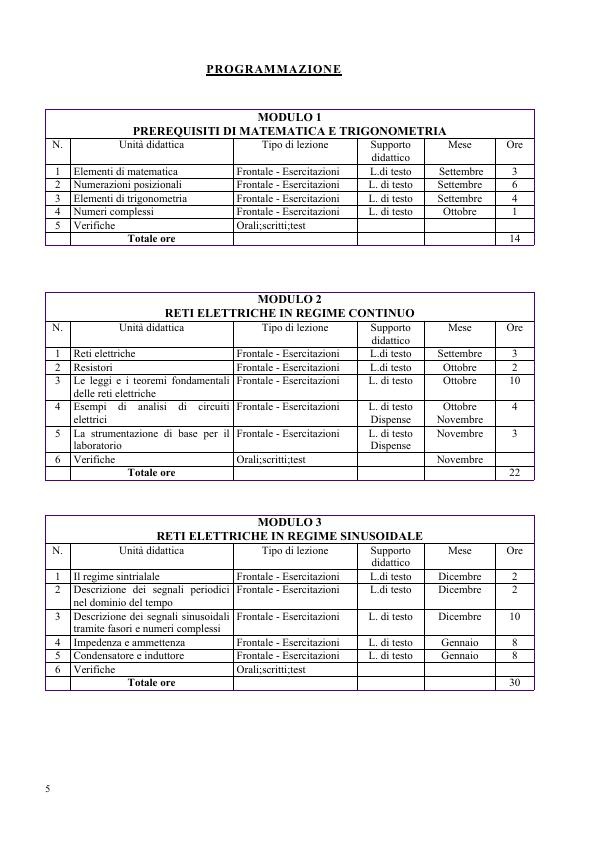 PROGRAMMAZIONE
MODULO 1
PREREQUISITI DI MATEMATICA E TRIGONOMETRIA
N. Unità didattica Tipo di lezione Supporto didattico Mese Ore
1 Elementi di matematica Frontale - Esercitazioni L.di testo Settembre 3
2 Numerazioni posizionali Frontale - Esercitazioni L. di testo Settembre 6
3 Elementi di trigonometria Frontale - Esercitazioni L. di testo Settembre 4
4 Numeri complessi Frontale - Esercitazioni L. di testo Ottobre 1
5 Verifiche Orali;scritti;test
Totale ore 14
MODULO 2
RETI ELETTRICHE IN REGIME CONTINUO
N. Unità didattica Tipo di lezione Supporto didattico Mese Ore
1 Reti elettriche Frontale - Esercitazioni L.di testo Settembre 3
2 Resistori Frontale - Esercitazioni L. di testo Ottobre 2
3 Le leggi e i teoremi fondamentali Frontale - Esercitazioni L. di testo Ottobre 10
delle reti elettriche
4 Esempi di analisi di circuiti Frontale - Esercitazioni L. di testo Ottobre 4
elettrici Dispense Novembre
5 La strumentazione di base per il Frontale - Esercitazioni L. di testo Novembre 3
laboratorio Dispense
6 Verifiche Orali;scritti;test Novembre
Totale ore 22
MODULO 3
RETI ELETTRICHE IN REGIME SINUSOIDALE
N. Unità didattica Tipo di lezione Supporto didattico Mese Ore
1 Il regime sintrialale Frontale - Esercitazioni L.di testo Dicembre 2
2 Descrizione dei segnali periodici Frontale - Esercitazioni L. di testo Dicembre 2
nel dominio del tempo
3 Descrizione dei segnali sinusoidali Frontale - Esercitazioni L. di testo Dicembre 10
tramite fasori e numeri complessi
4 Impedenza e ammettenza Frontale - Esercitazioni L. di testo Gennaio 8
5 Condensatore e induttore Frontale - Esercitazioni L. di testo Gennaio 8
6 Verifiche Orali;scritti;test
Totale ore 30
5